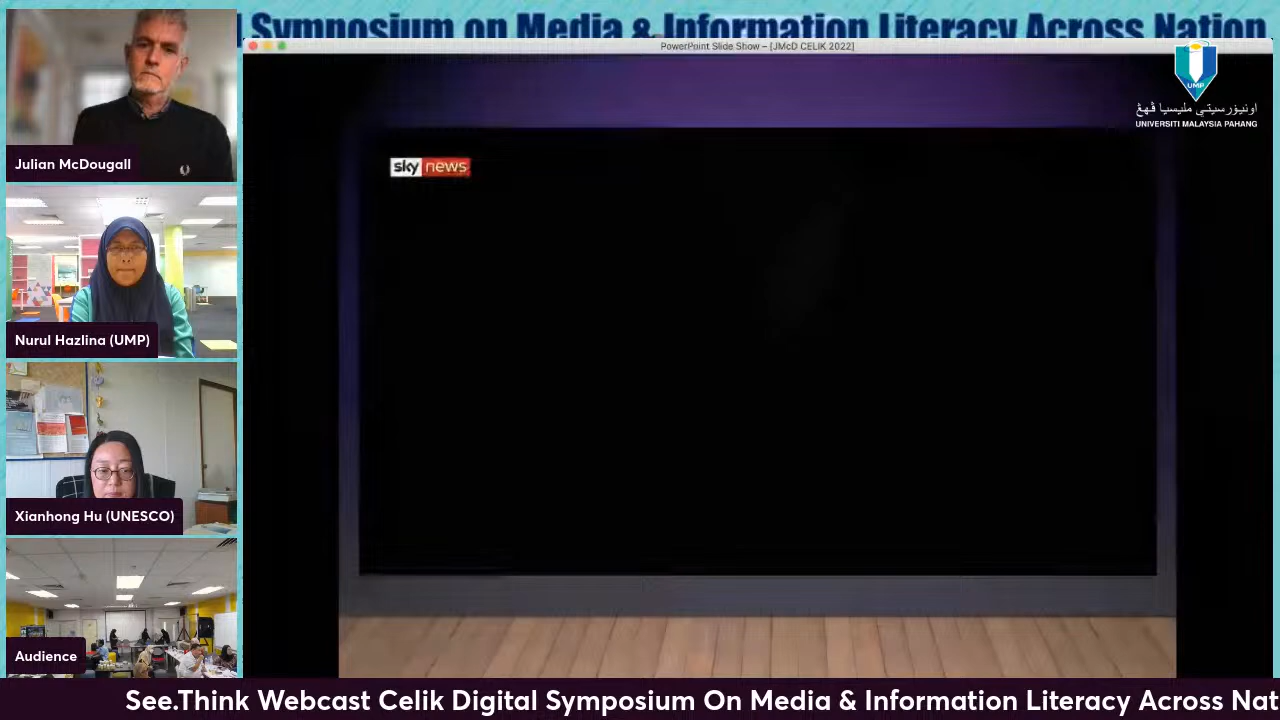 Symposium on Media & Information Literacy Across Nation
PowerPoint Slide Show – [JMcD CELIK 2022]
UMP
اونيۏرسيتي مليسيا ڤهڠ
UNIVERSITI MALAYSIA PAHANG
sky news
Julian McDougall
Nurul Hazlina (UMP)
Xianhong Hu (UNESCO)
Audience
See.Think Webcast Celik Digital Symposium On Media & Information Literacy Across Nat